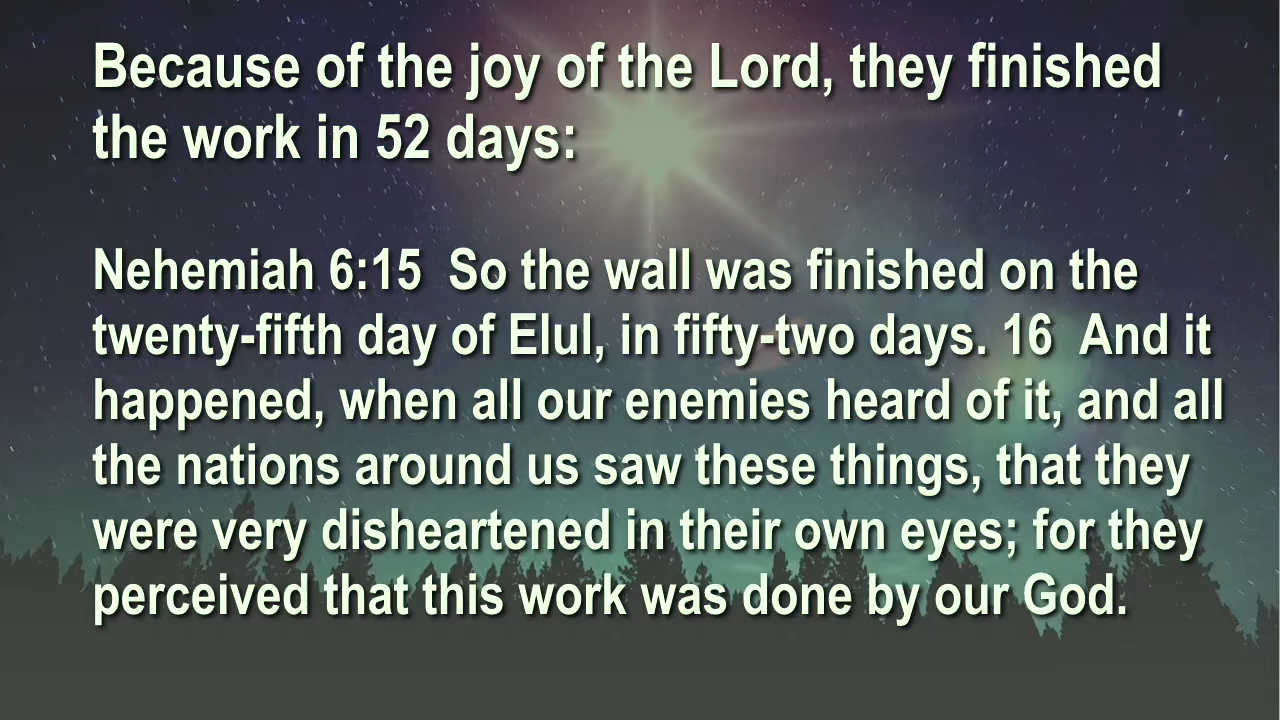 Because of the joy of the Lord, they finished
the work in 52 days:
Nehemiah 6:15  So the wall was finished on the
twenty-fifth day of Elul, in fifty-two days. 16  And it
happened, when all our enemies heard of it, and all
the nations around us saw these things, that they
were very disheartened in their own eyes; for they
perceived that this work was done by our God.